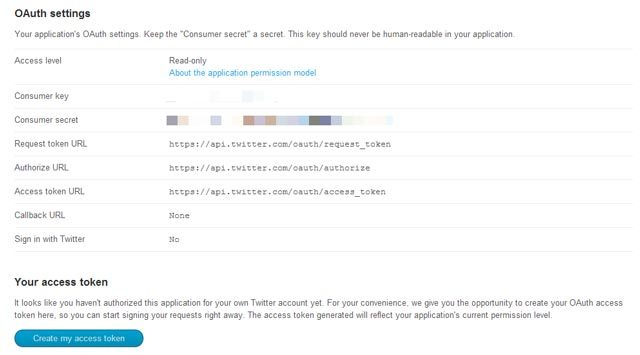 OAuth settings
Your application's OAuth settings. Keep the "Consumer secret" a secret. This key should never be human-readable in your application.
Access level Read-only
About the application permission model
Consumer key
Consumer secret
Request token URL https://api.twitter.com/oauth/request_token
Authorize URL https://api.twitter.com/oauth/authorize
Access token URL https://api.twitter.com/oauth/access_token
Callback URL None
Sign in with Twitter No
Your access token
It looks like you haven't authorized this application for your own Twitter account yet. For your convenience, we give you the opportunity to create your OAuth access
token here, so you can start signing your requests right away. The access token generated will reflect your application's current permission level.
Create my access token